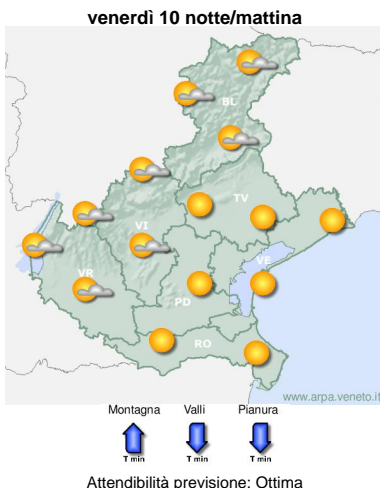 venerdì 10 notte/mattina
BL
TV
VI
VE
VR
PD
RO
www.arpa.veneto.it
Montagna Valli Pianura
T min T min T min
Attendibilità previsione: Ottima